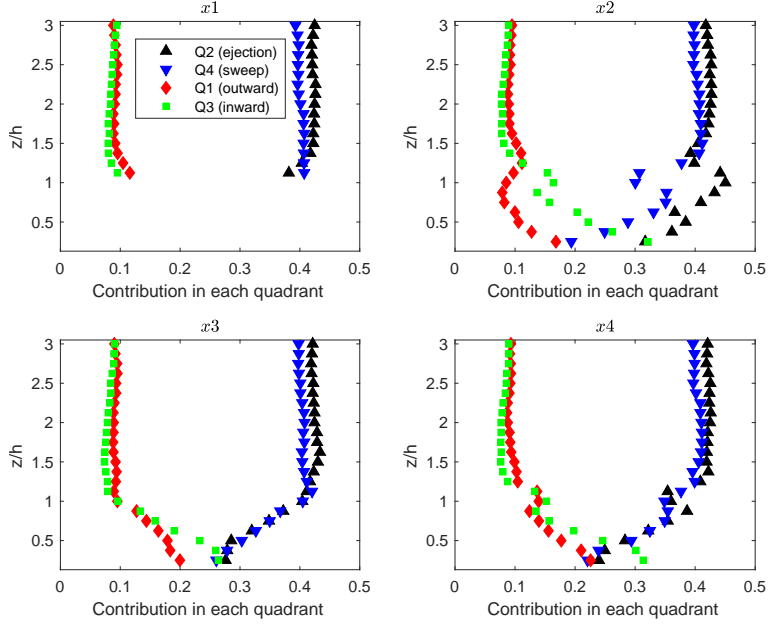 x1
3
2.5
2
1.5
1
0.5
z/h
Q2 (ejection)
Q4 (sweep)
Q1 (outward)
Q3 (inward)
0 0.1 0.2 0.3 0.4 0.5
Contribution in each quadrant
x2
3
2.5
2
1.5
1
0.5
z/h
0 0.1 0.2 0.3 0.4 0.5
Contribution in each quadrant
x3
3
2.5
2
1.5
1
0.5
z/h
0 0.1 0.2 0.3 0.4 0.5
Contribution in each quadrant
x4
3
2.5
2
1.5
1
0.5
z/h
0 0.1 0.2 0.3 0.4 0.5
Contribution in each quadrant